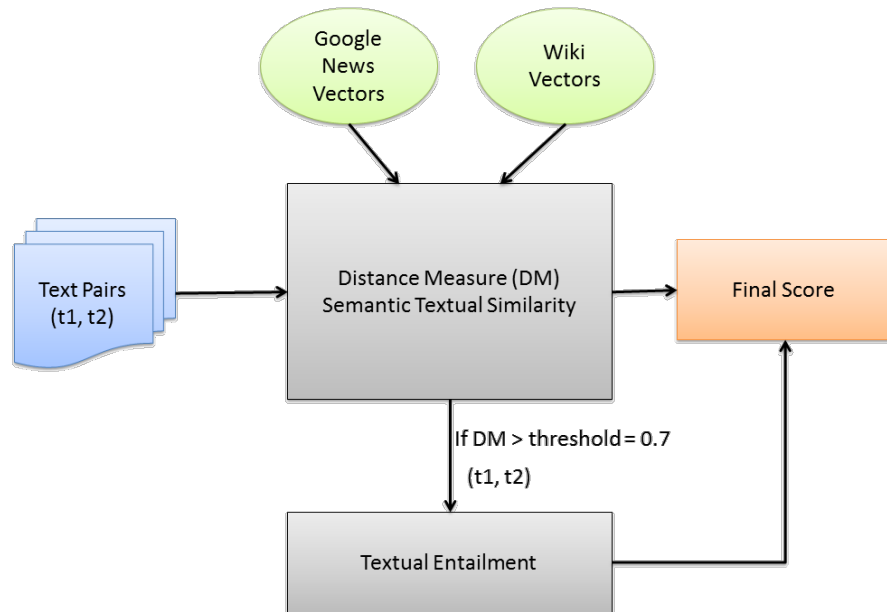 Google
News
Vectors
Wiki
Vectors
Text Pairs
(t1, t2)
Distance Measure (DM)
Semantic Textual Similarity
Final Score
If DM > threshold = 0.7
(t1, t2)
Textual Entailment